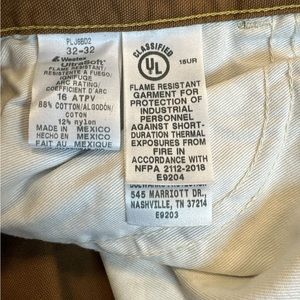 PLJ6BD2
32-32
Westex
UltraSoft
FLAME RESISTANT/
RESISTENTE A FLAMA/
IGNIFUGE
ARC RATING/
COEFFICIENT D'ARC
16 ATPV
88% COTTON/ALGODÓN/
COTON
12% nylon
MADE IN MEXICO
HECHO EN MEXICO
FAIT AU MEXIQUE
CLASSIFIED
UL
18UR
FLAME RESISTANT
GARMENT FOR
PROTECTION OF
INDUSTRIAL
PERSONNEL
AGAINST SHORT-
DURATION THERMAL
EXPOSURES FROM
FIRE IN
ACCORDANCE WITH
NFPA 2112-2018
E9204
545 MARRIOTT DR.
NASHVILLE, TN 37214
E9203